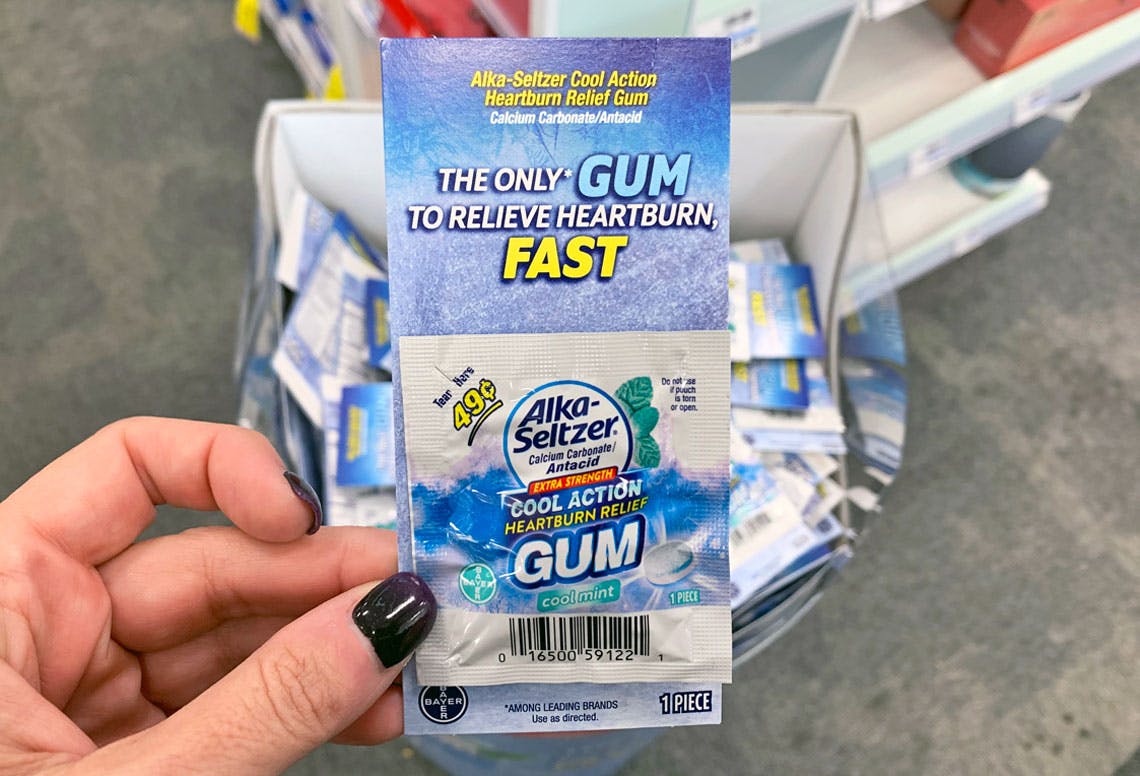 Alka-Seltzer Cool Action
Heartburn Relief Gum
Calcium Carbonate/Antacid
THE ONLY* GUM
TO RELIEVE HEARTBURN,
FAST
Tear Here
49¢
Do not use
if pouch
is torn
or open.
Alka-
Seltzer®
Calcium Carbonate/
Antacid
EXTRA STRENGTH
COOL ACTION
HEARTBURN RELIEF
GUM
cool mint
BAYER
BAYER
1 PIECE
0 16500 59122 1
BAYER
BAYER
*AMONG LEADING BRANDS
Use as directed.
1 PIECE
FAST